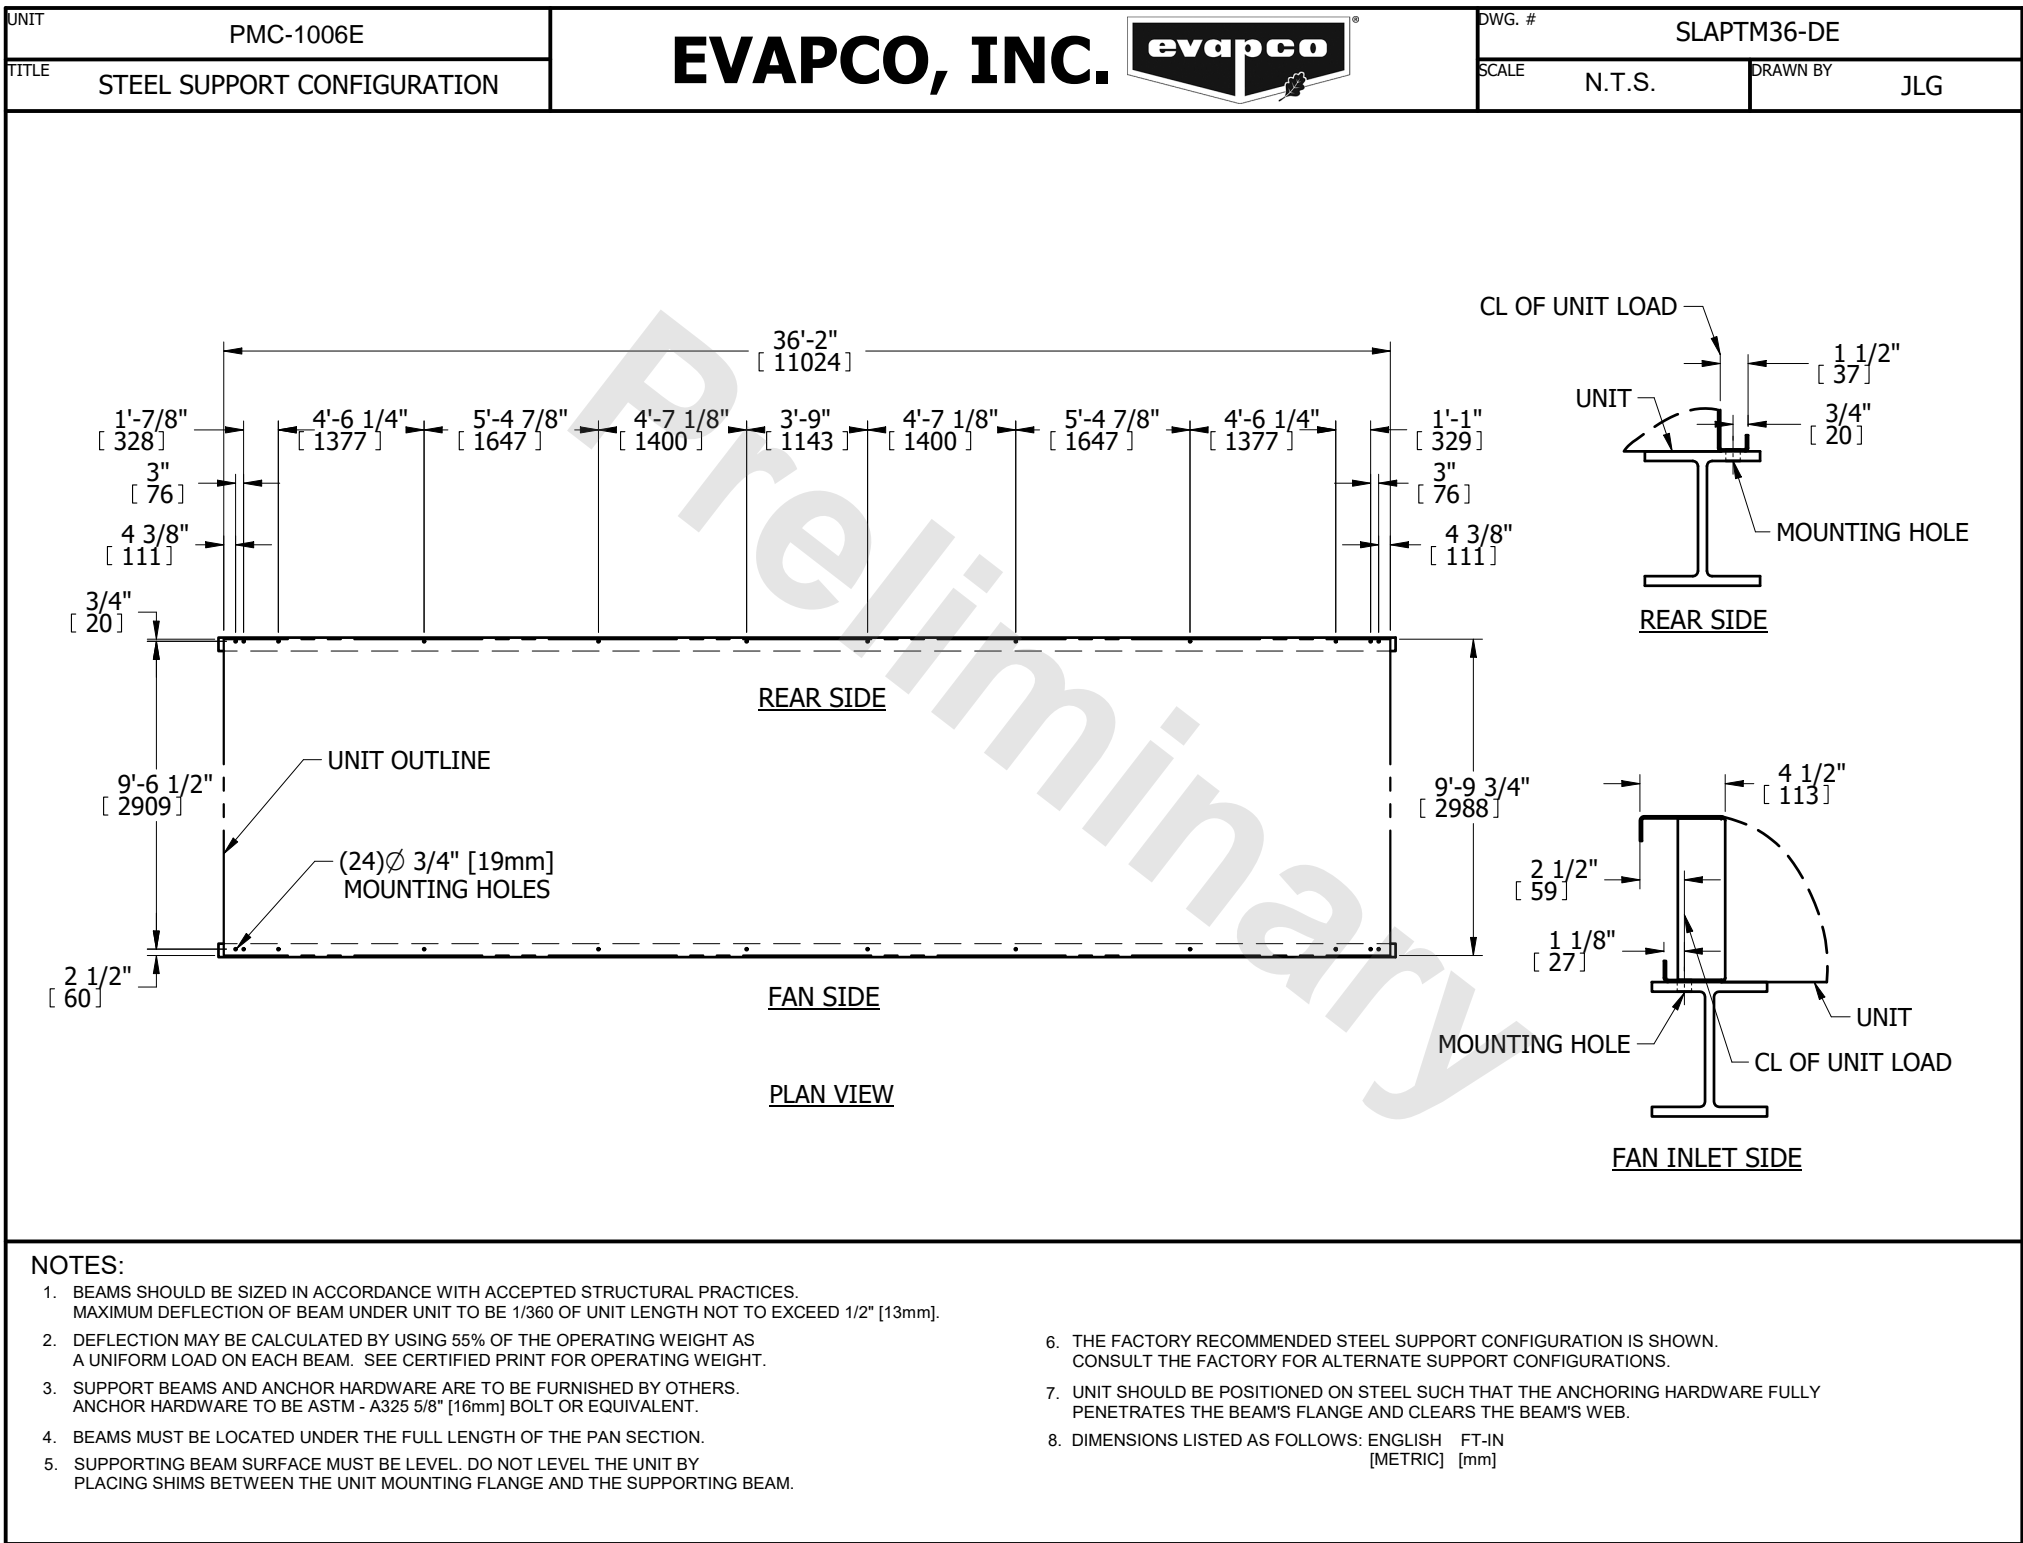 UNIT
PMC-1006E
TITLE
STEEL SUPPORT CONFIGURATION
EVAPCO, INC.
evapco
®
DWG. #
SLAPTM36-DE
SCALE
N.T.S.
DRAWN BY
JLG
36'-2"
[ 11024 ]
1'-7/8"
[ 328 ]
4'-6 1/4"
[ 1377 ]
5'-4 7/8"
[ 1647 ]
4'-7 1/8"
[ 1400 ]
3'-9"
[ 1143 ]
4'-7 1/8"
[ 1400 ]
5'-4 7/8"
[ 1647 ]
4'-6 1/4"
[ 1377 ]
1'-1"
[ 329 ]
3"
[ 76 ]
3"
[ 76 ]
4 3/8"
[ 111 ]
4 3/8"
[ 111 ]
3/4"
[ 20 ]
REAR SIDE
UNIT OUTLINE
9'-6 1/2"
[ 2909 ]
9'-9 3/4"
[ 2988 ]
(24)∅ 3/4" [19mm]
MOUNTING HOLES
2 1/2"
[ 60 ]
FAN SIDE
PLAN VIEW
Preliminary
CL OF UNIT LOAD
1 1/2"
[ 37 ]
UNIT
3/4"
[ 20 ]
MOUNTING HOLE
REAR SIDE
4 1/2"
[ 113 ]
2 1/2"
[ 59 ]
1 1/8"
[ 27 ]
UNIT
MOUNTING HOLE
CL OF UNIT LOAD
FAN INLET SIDE
NOTES:
1. BEAMS SHOULD BE SIZED IN ACCORDANCE WITH ACCEPTED STRUCTURAL PRACTICES.
MAXIMUM DEFLECTION OF BEAM UNDER UNIT TO BE 1/360 OF UNIT LENGTH NOT TO EXCEED 1/2" [13mm].
2. DEFLECTION MAY BE CALCULATED BY USING 55% OF THE OPERATING WEIGHT AS
A UNIFORM LOAD ON EACH BEAM. SEE CERTIFIED PRINT FOR OPERATING WEIGHT.
3. SUPPORT BEAMS AND ANCHOR HARDWARE ARE TO BE FURNISHED BY OTHERS.
ANCHOR HARDWARE TO BE ASTM - A325 5/8" [16mm] BOLT OR EQUIVALENT.
4. BEAMS MUST BE LOCATED UNDER THE FULL LENGTH OF THE PAN SECTION.
5. SUPPORTING BEAM SURFACE MUST BE LEVEL. DO NOT LEVEL THE UNIT BY
PLACING SHIMS BETWEEN THE UNIT MOUNTING FLANGE AND THE SUPPORTING BEAM.
6. THE FACTORY RECOMMENDED STEEL SUPPORT CONFIGURATION IS SHOWN.
CONSULT THE FACTORY FOR ALTERNATE SUPPORT CONFIGURATIONS.
7. UNIT SHOULD BE POSITIONED ON STEEL SUCH THAT THE ANCHORING HARDWARE FULLY
PENETRATES THE BEAM'S FLANGE AND CLEARS THE BEAM'S WEB.
8. DIMENSIONS LISTED AS FOLLOWS: ENGLISH FT-IN
[METRIC] [mm]